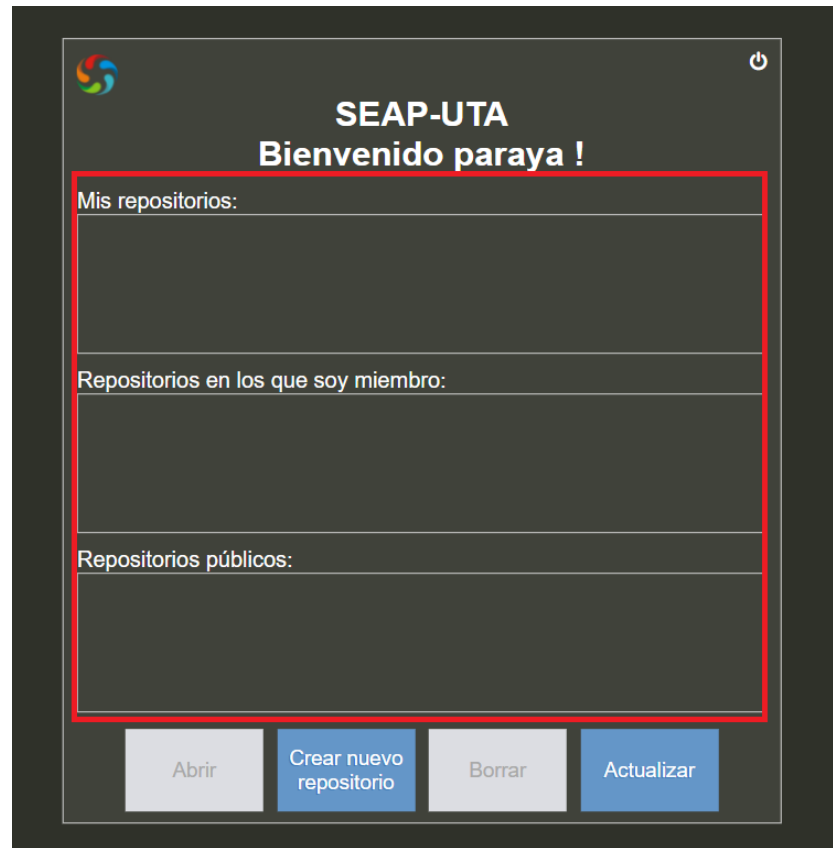 SEAP-UTA
Bienvenido paraya !
Mis repositorios:
Repositorios en los que soy miembro:
Repositorios públicos:
Abrir
Crear nuevo
repositorio
Borrar
Actualizar